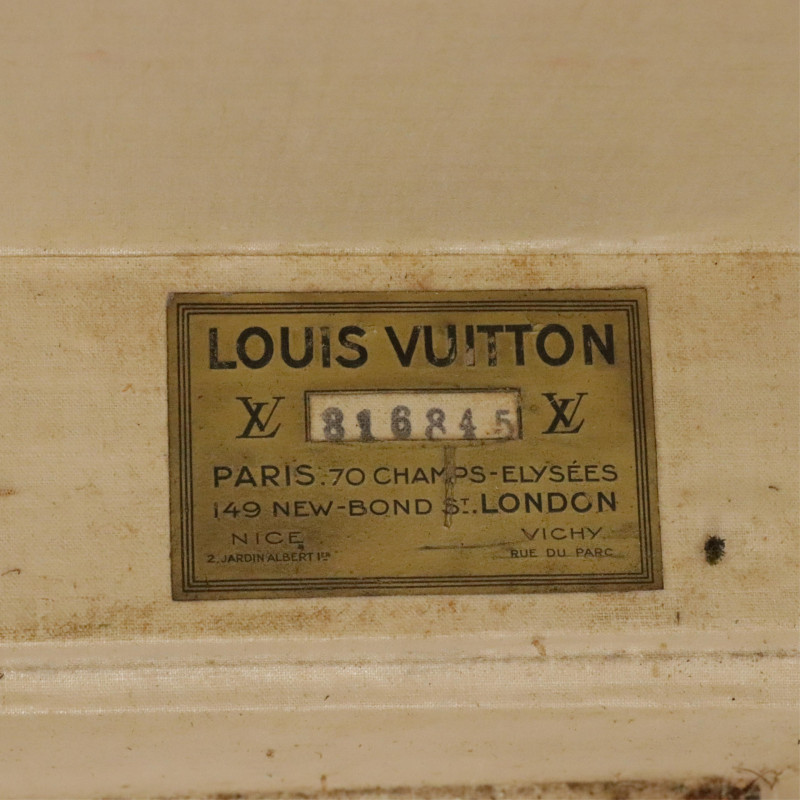 LOUIS VUITTON
LV 816845 LV
PARIS. 70 CHAMPS-ELYSÉES
149 NEW-BOND ST. LONDON
NICE VICHY
2. JARDIN ALBERT IER RUE DU PARC